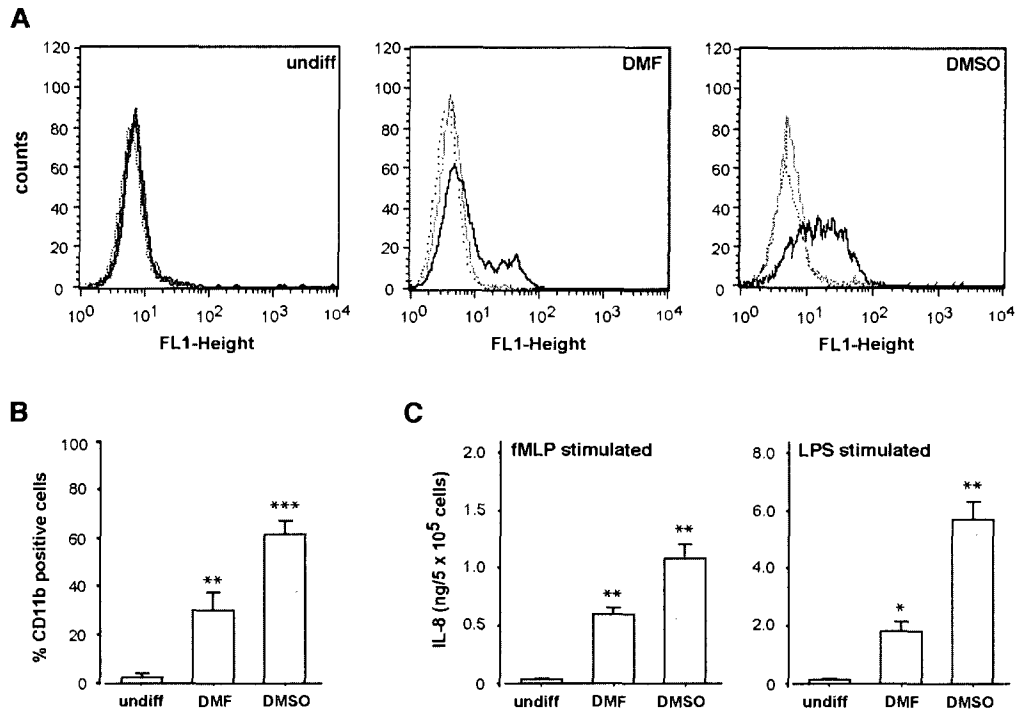 A
undiff
DMF
DMSO
counts
120
100
80
60
40
20
0
10^0
10^1
10^2
10^3
10^4
FL1-Height
120
100
80
60
40
20
0
10^0
10^1
10^2
10^3
10^4
FL1-Height
120
100
80
60
40
20
0
10^0
10^1
10^2
10^3
10^4
FL1-Height
B
% CD11b positive cells
100
80
60
40
20
0
**
***
undiff
DMF
DMSO
C
IL-8 (ng/5 x 10^5 cells)
fMLP stimulated
2.0
1.5
1.0
0.5
0
**
**
undiff
DMF
DMSO
LPS stimulated
8.0
6.0
4.0
2.0
0
*
**
undiff
DMF
DMSO